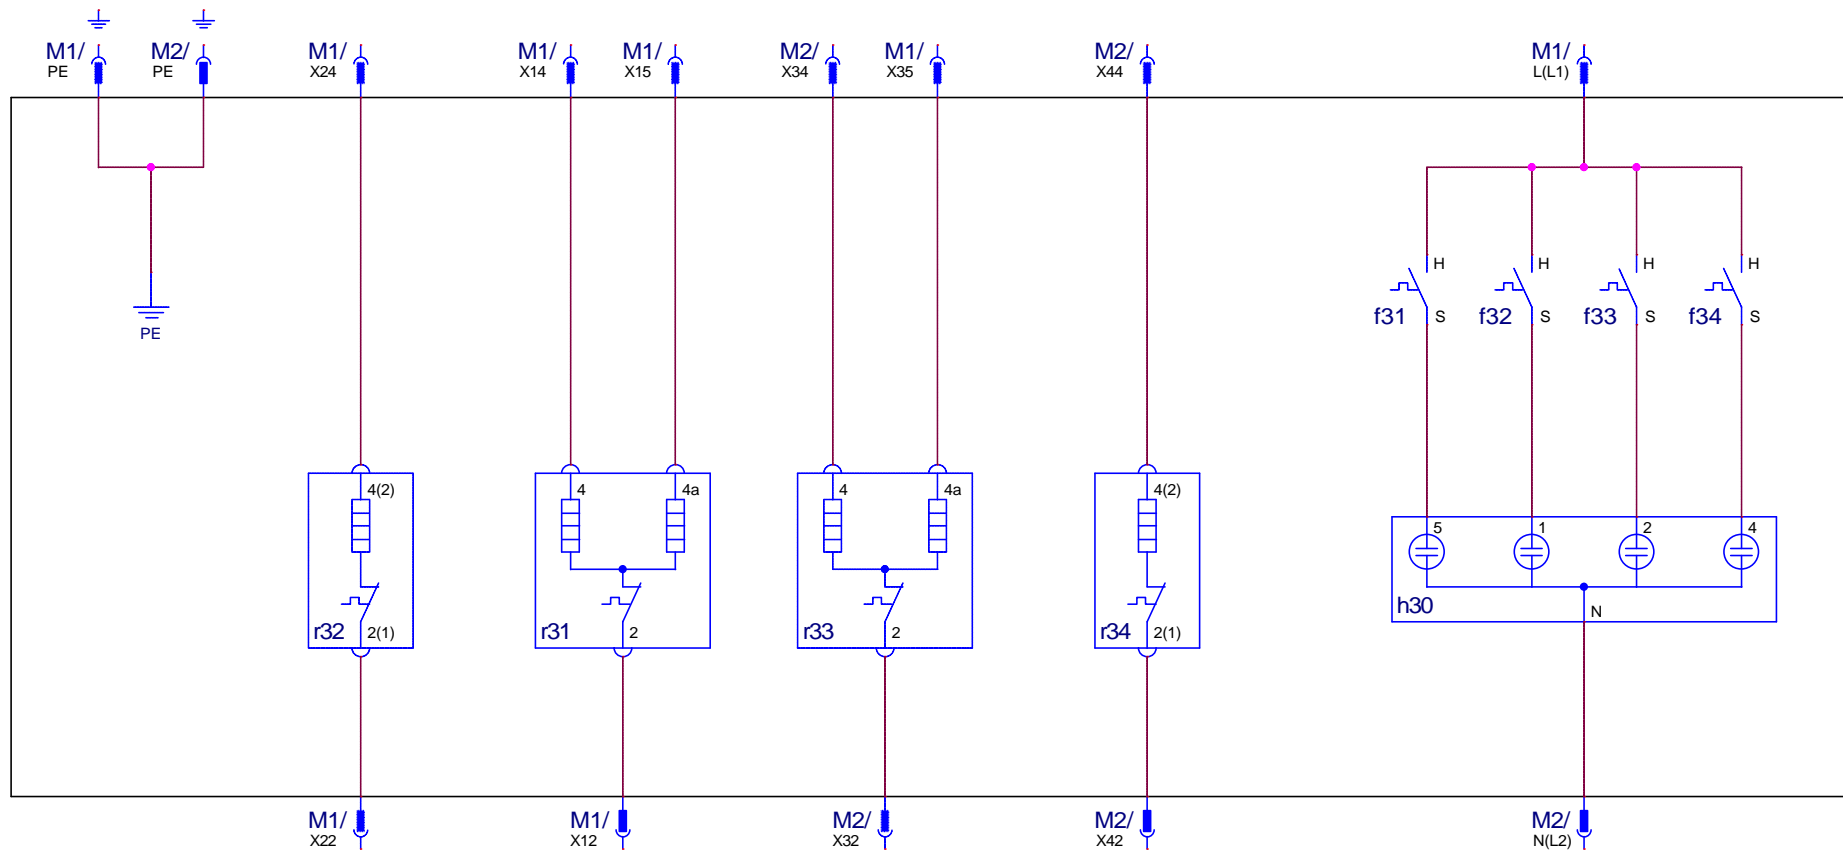 M1/ M2/ M1/ M1/ M1/ M2/ M1/ M2/ M1/
PE PE X24 X14 X15 X34 X35 X44 L(L1)
H H H H
f31 S f32 S f33 S f34 S
PE
4(2) 4 4a 4 4a 4(2)
5 1 2 4
h30 N
r32 2(1) r31 2 r33 2 r34 2(1)
M1/ M1/ M2/ M2/ M2/
X22 X12 X32 X42 N(L2)